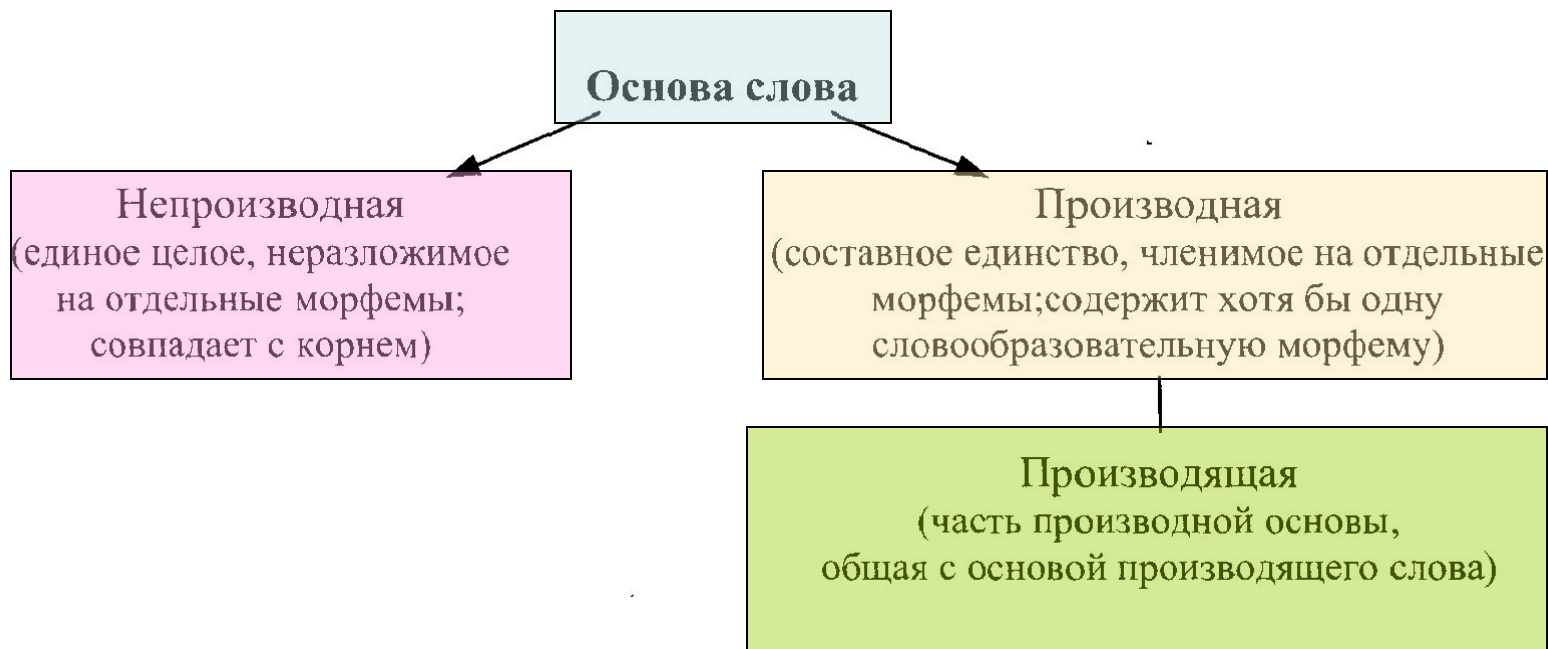 Основа слова
Непроизводная
(единое целое, неразложимое
на отдельные морфемы;
совпадает с корнем)
Производная
(составное единство, членимое на отдельные
морфемы;содержит хотя бы одну
словообразовательную морфему)
Производящая
(часть производной основы,
общая с основой производящего слова)